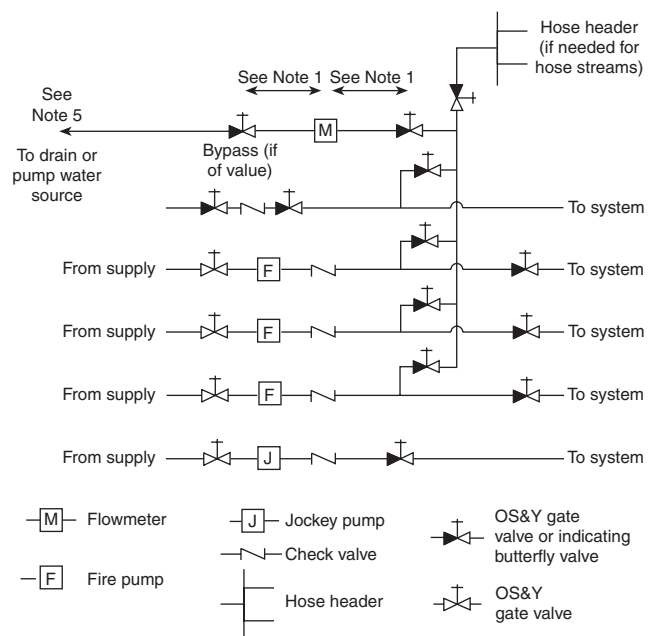 Hose header
(if needed for
hose streams)
See Note 1
See Note 1
See
Note 5
M
To drain or
pump water
source
Bypass (if
of value)
To system
From supply
F
To system
From supply
F
To system
From supply
F
To system
From supply
J
To system
M
Flowmeter
J
Jockey pump
OS&Y gate
valve or indicating
butterfly valve
Check valve
F
Fire pump
Hose header
OS&Y
gate valve